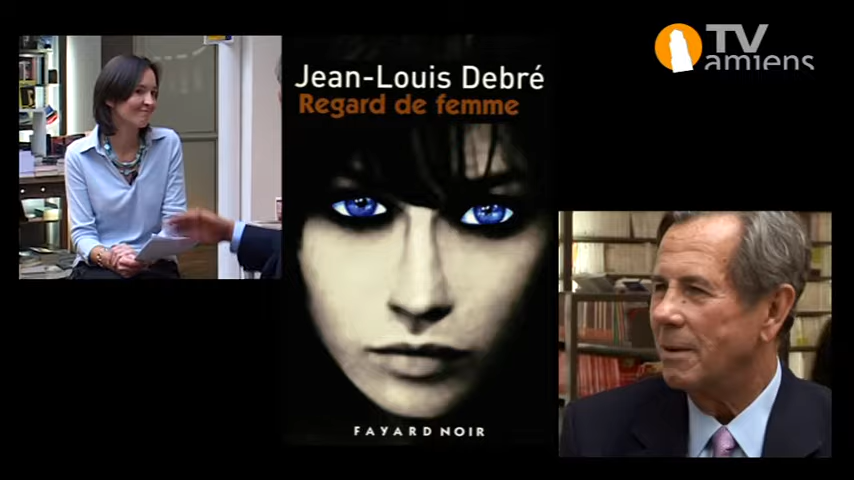 TV
amiens
Jean-Louis Debré
Regard de femme
FAYARD NOIR